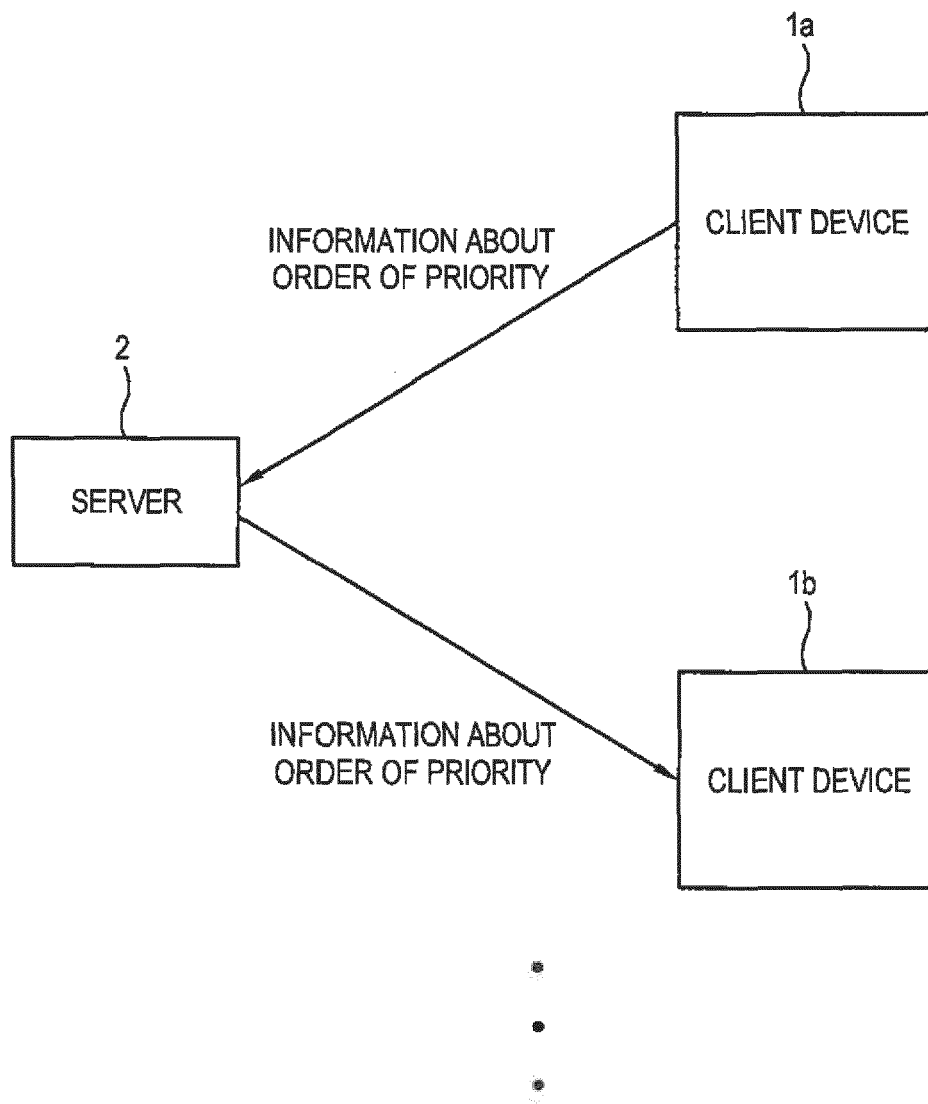 1a
CLIENT DEVICE
INFORMATION ABOUT
ORDER OF PRIORITY
2
SERVER
1b
INFORMATION ABOUT
ORDER OF PRIORITY
CLIENT DEVICE